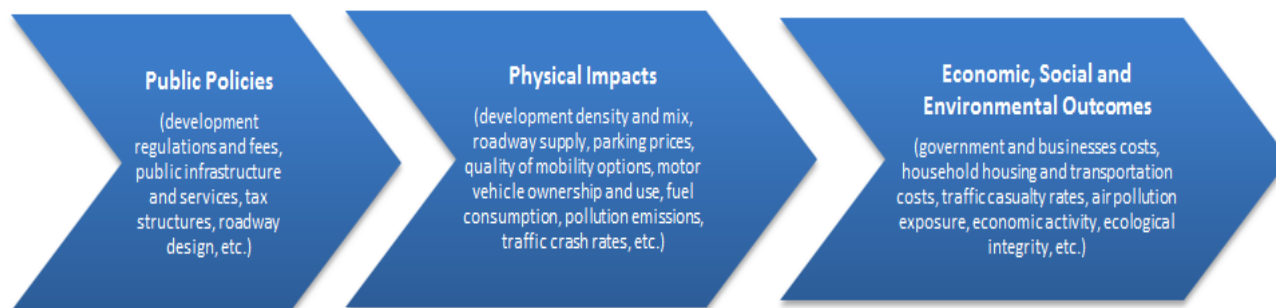 Public Policies
(development
regulations and fees,
public infrastructure
and services, tax
structures, roadway
design, etc.)
Physical Impacts
(development density and mix,
roadway supply, parking prices,
quality of mobility options, motor
vehicle ownership and use, fuel
consumption, pollution emissions,
traffic crash rates, etc.)
Economic, Social and
Environmental Outcomes
(government and businesses costs,
household housing and transportation
costs, traffic casualty rates, air pollution
exposure, economic activity, ecological
integrity, etc.)